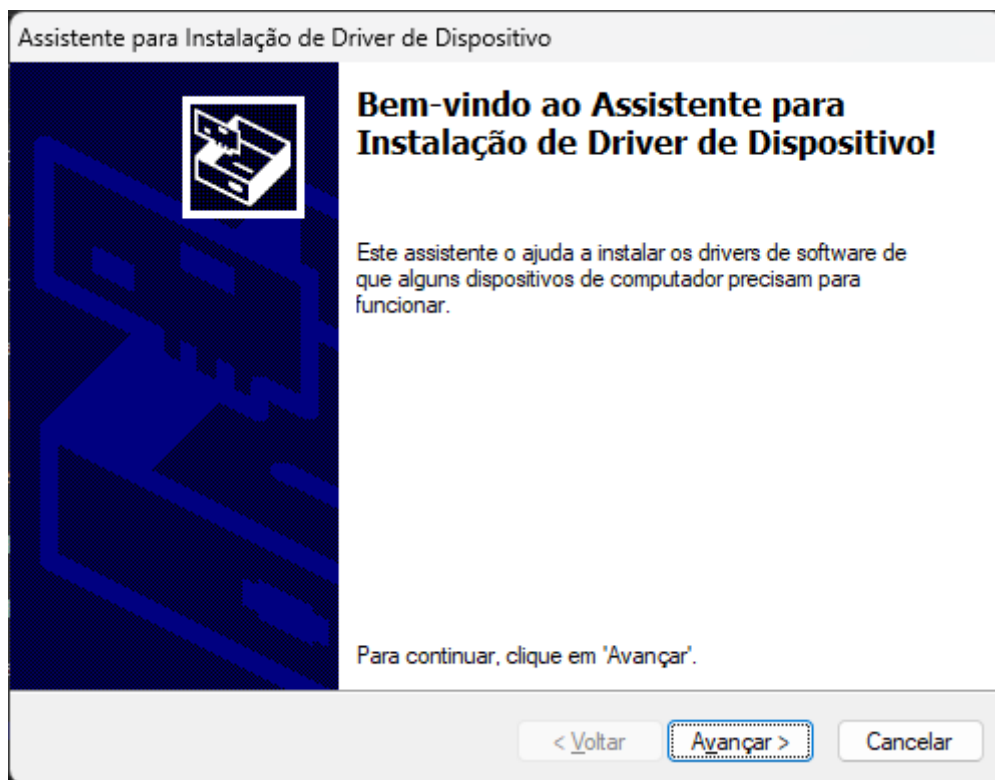 Assistente para Instalação de Driver de Dispositivo
Bem-vindo ao Assistente para
Instalação de Driver de Dispositivo!
Este assistente o ajuda a instalar os drivers de software de
que alguns dispositivos de computador precisam para
funcionar.
Para continuar, clique em 'Avançar'.
< Voltar
Avançar >
Cancelar